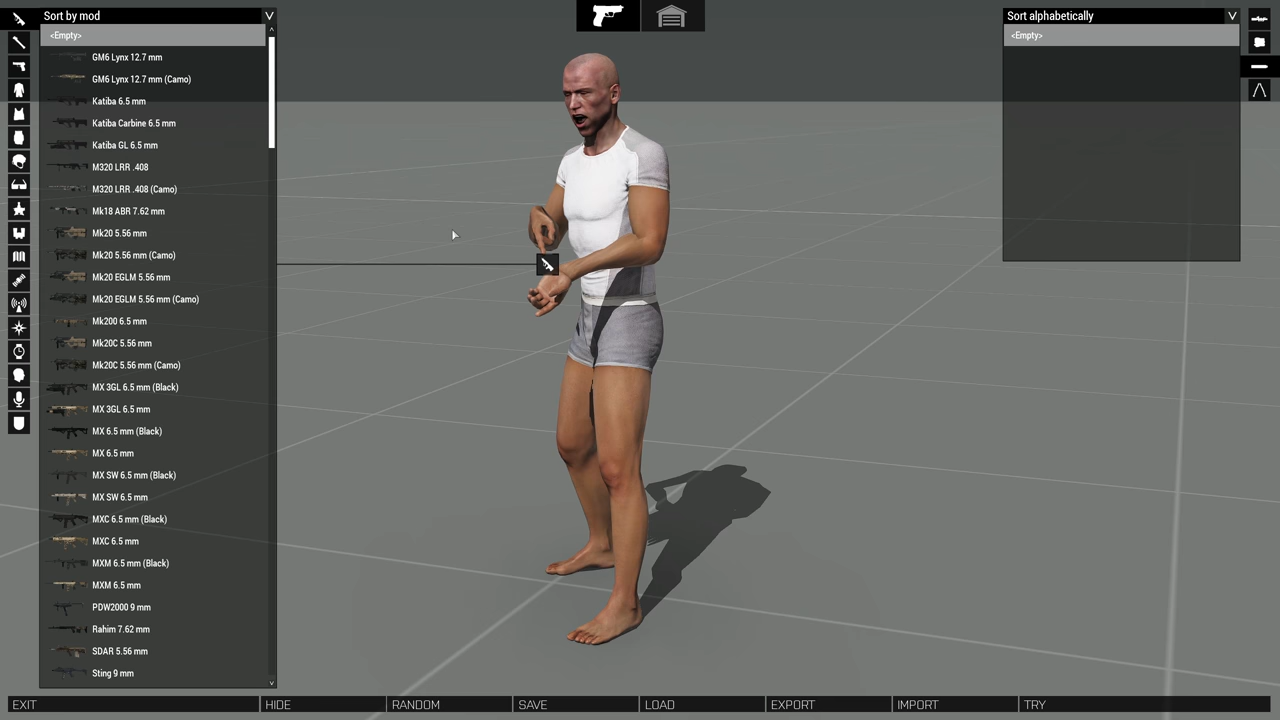 Sort by mod
<Empty>
GM6 Lynx 12.7 mm
GM6 Lynx 12.7 mm (Camo)
Katiba 6.5 mm
Katiba Carbine 6.5 mm
Katiba GL 6.5 mm
M320 LRR .408
M320 LRR .408 (Camo)
Mk18 ABR 7.62 mm
Mk20 5.56 mm
Mk20 5.56 mm (Camo)
Mk20 EGLM 5.56 mm
Mk20 EGLM 5.56 mm (Camo)
Mk200 6.5 mm
Mk20C 5.56 mm
Mk20C 5.56 mm (Camo)
MX 3GL 6.5 mm (Black)
MX 3GL 6.5 mm
MX 6.5 mm (Black)
MX 6.5 mm
MX SW 6.5 mm (Black)
MX SW 6.5 mm
MXC 6.5 mm (Black)
MXC 6.5 mm
MXM 6.5 mm (Black)
MXM 6.5 mm
PDW2000 9 mm
Rahim 7.62 mm
SDAR 5.56 mm
Sting 9 mm
Sort alphabetically
<Empty>
EXIT
HIDE
RANDOM
SAVE
LOAD
EXPORT
IMPORT
TRY